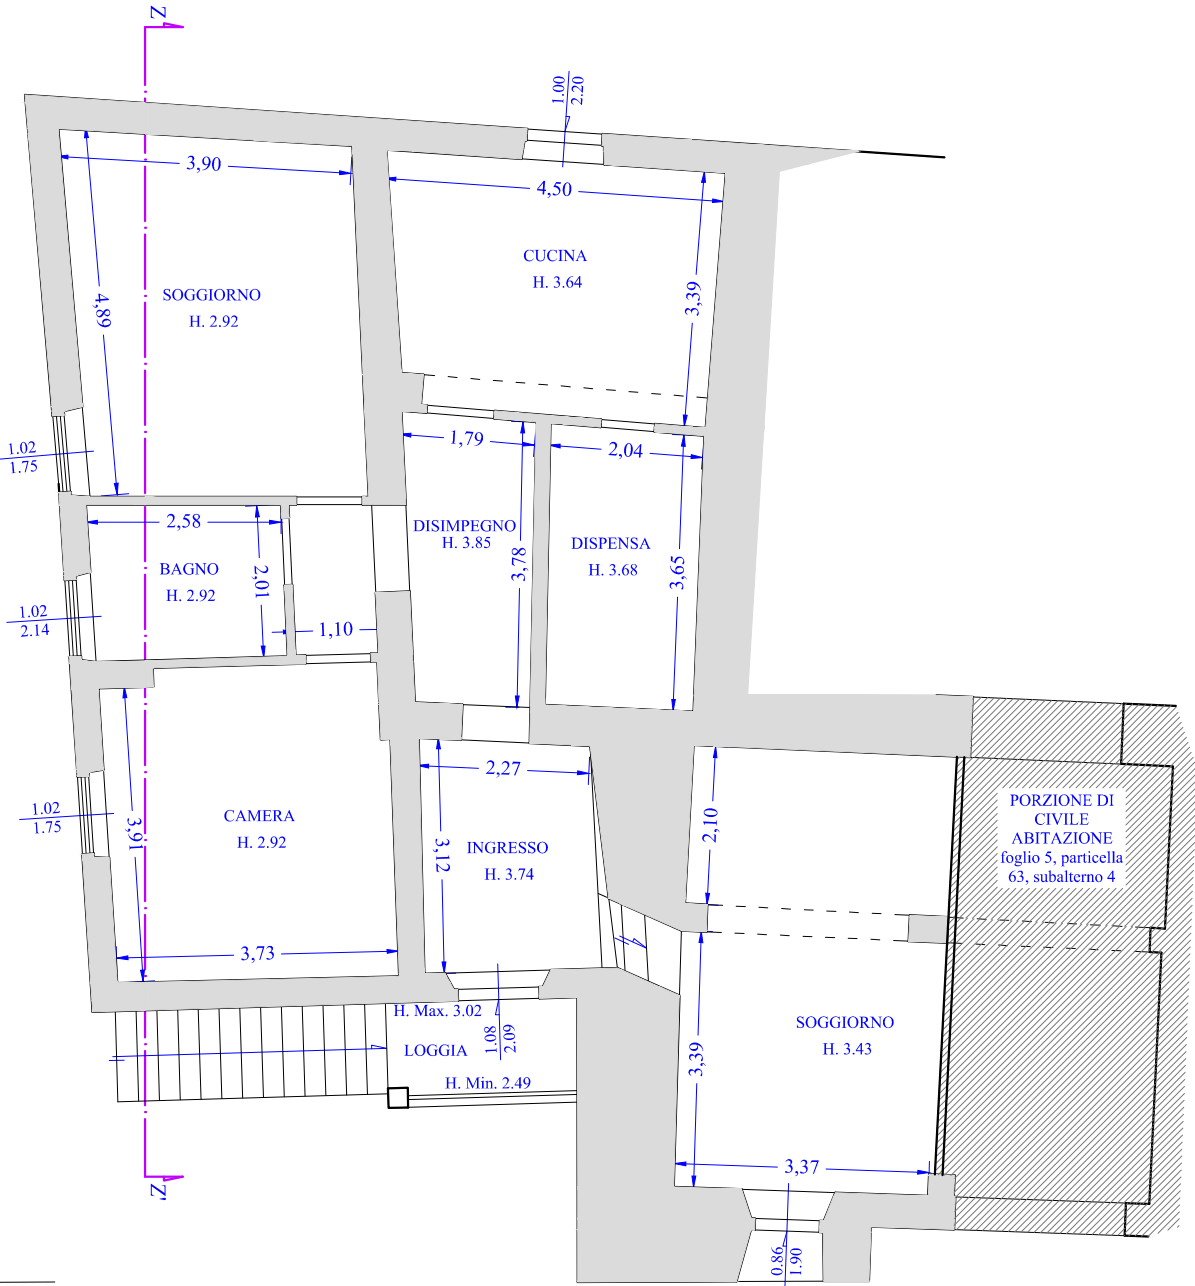 Z
1.00
2.20
3,90
4,50
CUCINA
H. 3.64
SOGGIORNO
H. 2.92
4,89
3,39
1.02
1.75
1,79
2,04
2,58
DISIMPEGNO
H. 3.85
DISPENSA
H. 3.68
3,78
3,65
BAGNO
H. 2.92
2,01
1.02
2.14
1,10
CAMERA
H. 2.92
3,91
1.02
1.75
3,73
2,27
INGRESSO
H. 3.74
3,12
2,10
PORZIONE DI
CIVILE
ABITAZIONE
foglio 5, particella
63, subalterno 4
H. Max. 3.02
LOGGIA
1.08
2.09
H. Min. 2.49
SOGGIORNO
H. 3.43
3,39
3,37
Z'
0.86
1.90